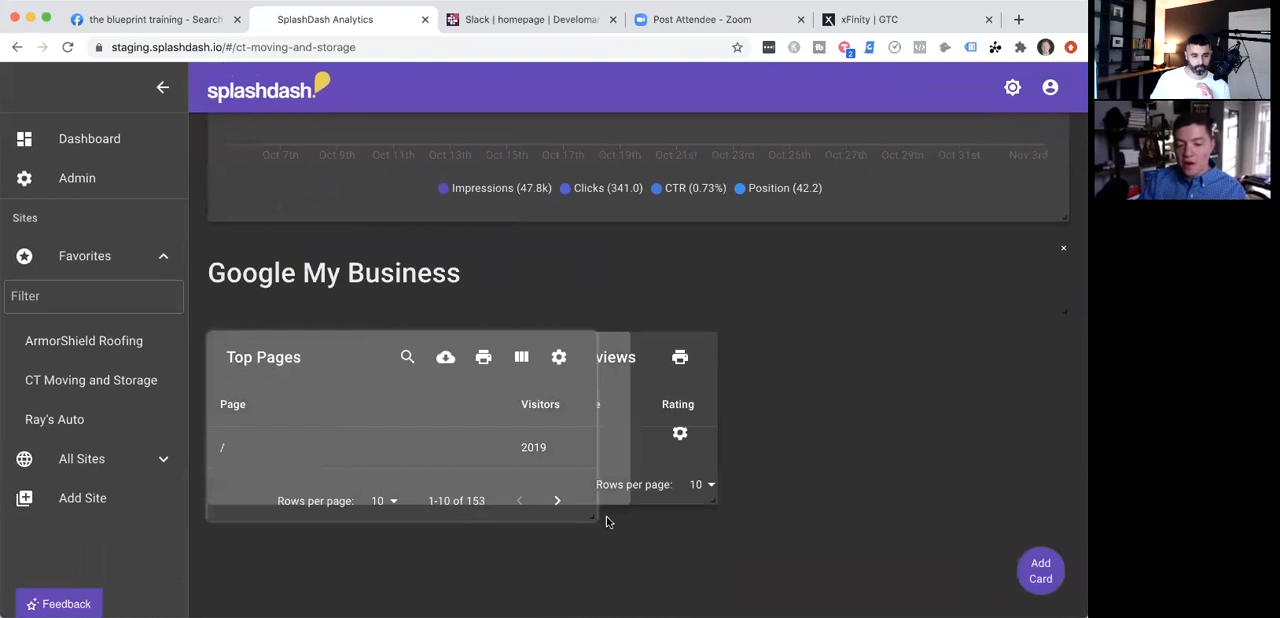 the blueprint training - Search
SplashDash Analytics
Slack | homepage | Develomar
Post Attendee - Zoom
xFinity | GTC
staging.splashdash.io/#/ct-moving-and-storage
2
splashdash.
Dashboard
Admin
Sites
Favorites
Filter
ArmorShield Roofing
CT Moving and Storage
Ray's Auto
All Sites
Add Site
Feedback
Oct 7th Oct 9th Oct 11th Oct 13th Oct 15th Oct 17th Oct 19th Oct 21st Oct 23rd Oct 25th Oct 27th Oct 29th Oct 31st Nov 3rd
Impressions (47.8k) Clicks (341.0) CTR (0.73%) Position (42.2)
Google My Business
Top Pages
Page Visitors
/ 2019
Rows per page: 10 1-10 of 153
views
e Rating
Rows per page: 10
Add
Card